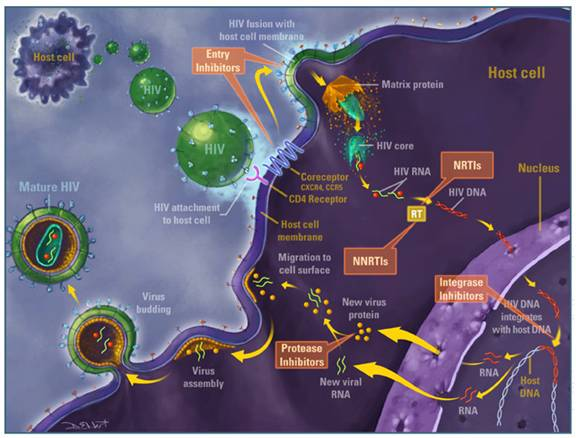 Host cell
HIV
HIV fusion with
host cell membrane
Entry
Inhibitors
Matrix protein
Host cell
HIV
HIV core
Coreceptor
CXCR4, CCR5
CD4 Receptor
HIV attachment
to host cell
HIV RNA
NRTIs
HIV DNA
RT
NNRTIs
Nucleus
Mature HIV
Host cell
membrane
Migration to
cell surface
Integrase
Inhibitors
HIV DNA
integrates
with host DNA
Virus
budding
New virus
protein
Protease
Inhibitors
Virus
assembly
New viral
RNA
RNA
RNA
Host
DNA